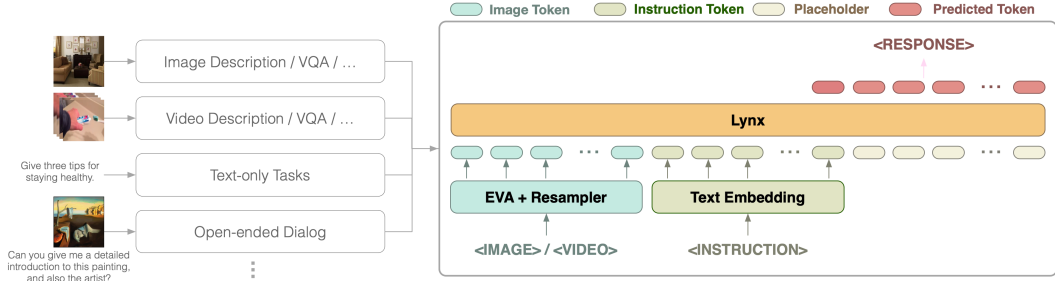 Image Token
Instruction Token
Placeholder
Predicted Token
Image Description / VQA / …
Video Description / VQA / …
Give three tips for
staying healthy.
Text-only Tasks
Open-ended Dialog
Can you give me a detailed
introduction to this painting,
and also the artist?
<RESPONSE>
Lynx
EVA + Resampler
Text Embedding
<IMAGE> / <VIDEO>
<INSTRUCTION>